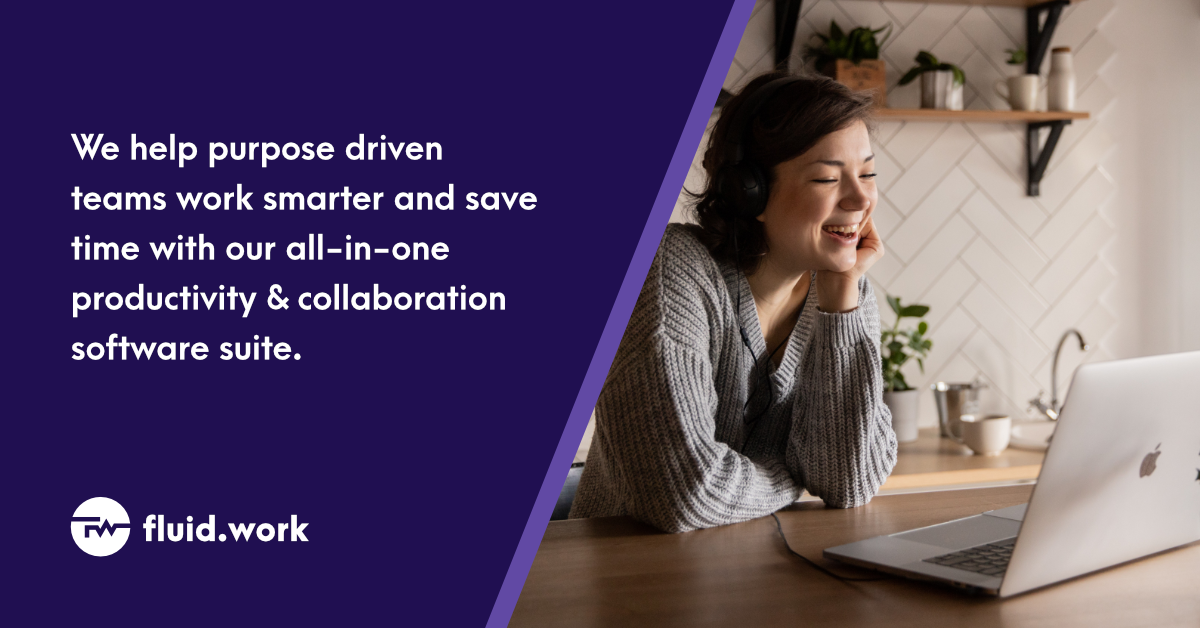 We help purpose driven
teams work smarter and save
time with our all-in-one
productivity & collaboration
software suite.
FW fluid.work